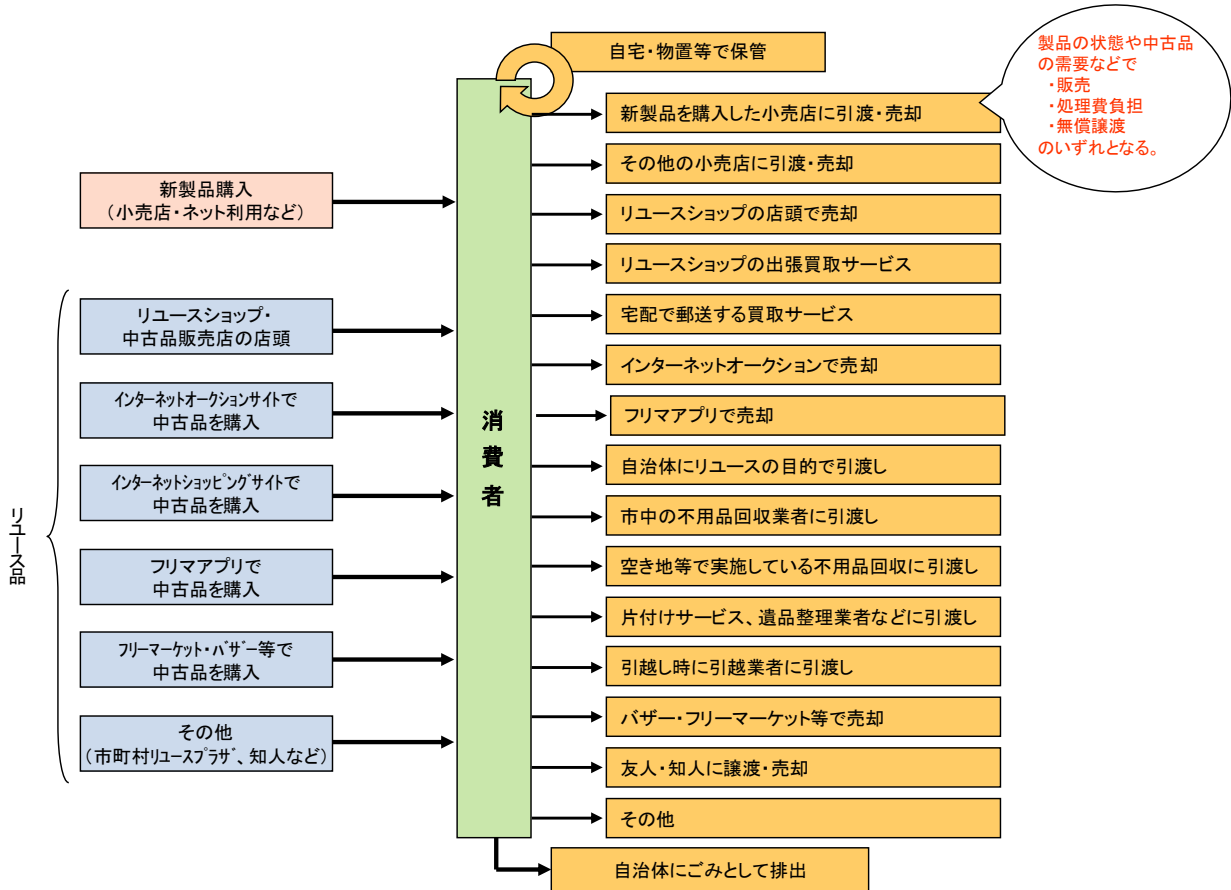 自宅・物置等で保管
製品の状態や中古品
の需要などで
・販売
・処理費負担
・無償譲渡
のいずれとなる。
新製品を購入した小売店に引渡・売却
その他の小売店に引渡・売却
新製品購入
（小売店・ネット利用など）
リユースショップの店頭で売却
リユースショップの出張買取サービス
リユースショップ・
中古品販売店の店頭
宅配で郵送する買取サービス
インターネットオークションで売却
ｲﾝﾀｰﾈｯﾄオークションサイトで
中古品を購入
フリマアプリで売却
消費者
自治体にリユースの目的で引渡し
ｲﾝﾀｰﾈｯﾄショッピングサイトで
中古品を購入
市中の不用品回収業者に引渡し
リユース品
フリマアプリで
中古品を購入
空き地等で実施している不用品回収に引渡し
片付けサービス、遺品整理業者などに引渡し
フリーマーケット・ﾊﾞｻﾞｰ等で
中古品を購入
引越し時に引越業者に引渡し
バザー・フリーマーケット等で売却
その他
（市町村ﾘﾕｰｽﾌﾟﾗｻﾞ、知人など）
友人・知人に譲渡・売却
その他
自治体にごみとして排出